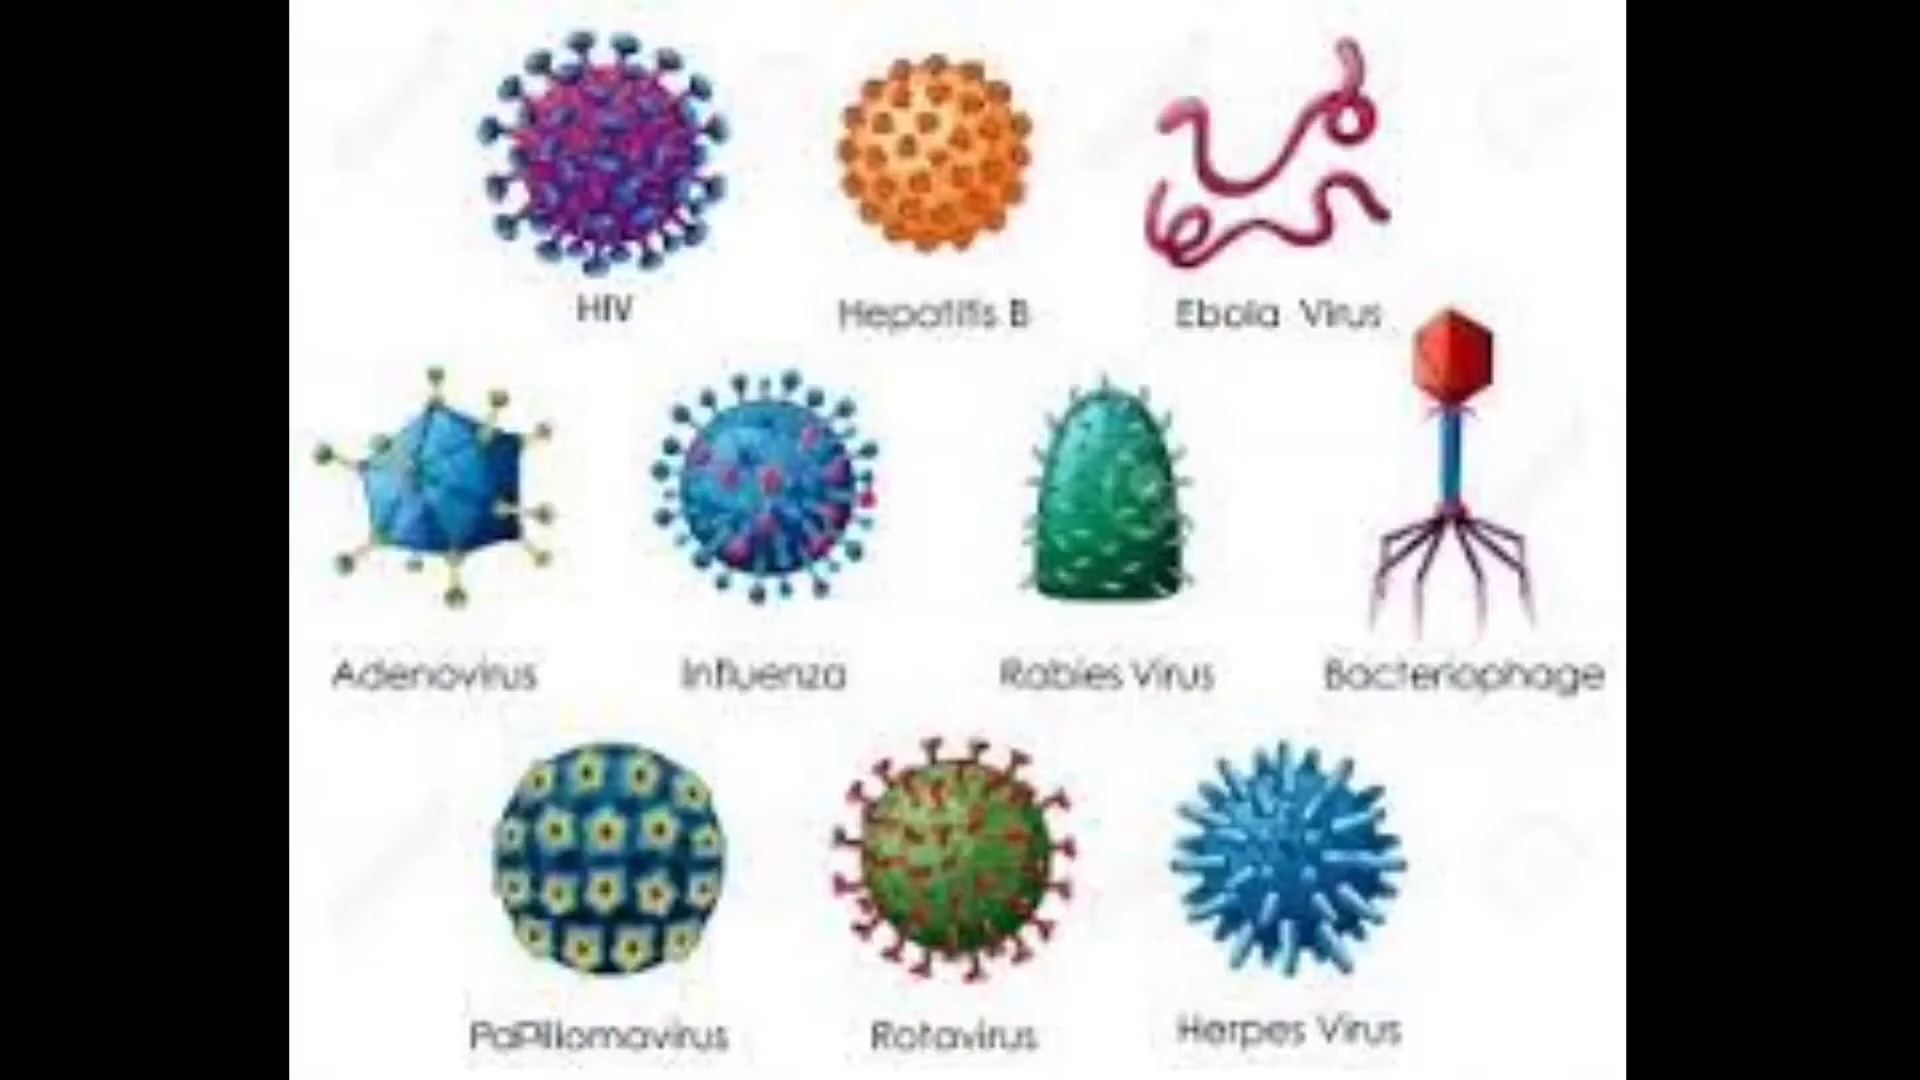 HIV
Hepatitis B
Ebola Virus
Adenovirus
Influenza
Rabies Virus
Bacteriophage
PaPillomavirus
Rotavirus
Herpes Virus